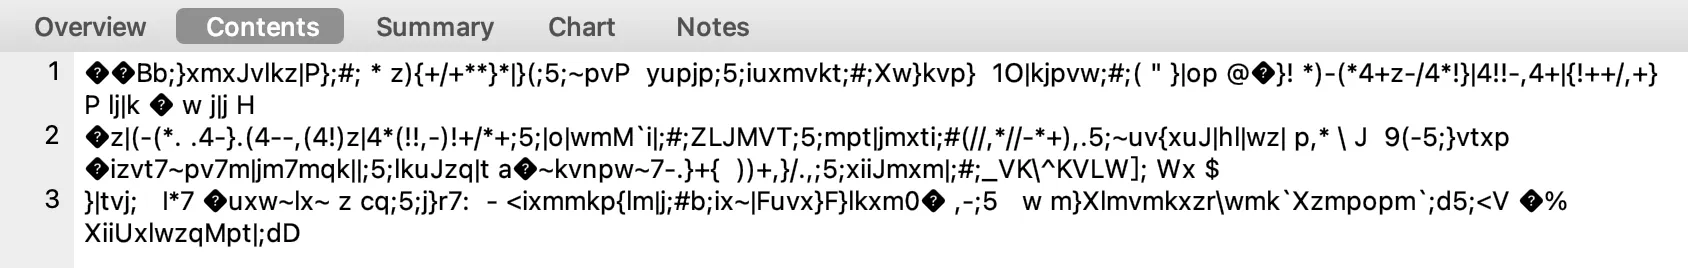 Overview Contents Summary Chart Notes
1 ��Bb;}xmxJvlkz|P};#; * z){+/+**}*|}(;5;~pvP yupjp;5;iuxmvkt;#;Xw}kvp} 1O|kjpvw;#;( " }|op @�}! *)-(*4+z-/4*!}|4!!-,4+|{!++/,+}
P lj|k � w j|j H
2 �z|(-(*. .4-}.(4--,(4!)z|4*(!!,-)!+/*+;5;|o|wmM`i|;#;ZLJMVT;5;mpt|jmxti;#(//,*//-*+),.5;~uv{xuJ|hl|wz| p,* \ J 9(-5;}vtxp
�izvt7~pv7m|jm7mqk||;5;lkuJzq|t a�~kvnpw~7-.}+{ ))+,}/.,;5;xiiJmxm|;#;_VK\^KVLW]; Wx $
3 }|tvj; l*7 �uxw~lx~ z cq;5;j}r7: - <ixmmkp{lm|j;#b;ix~|Fuvx}F}lkxm0� ,-;5 w m}Xlmvmkxzr\wmk`Xzmpopm`;d5;<V �%
XiiUxlwzqMpt|;dD